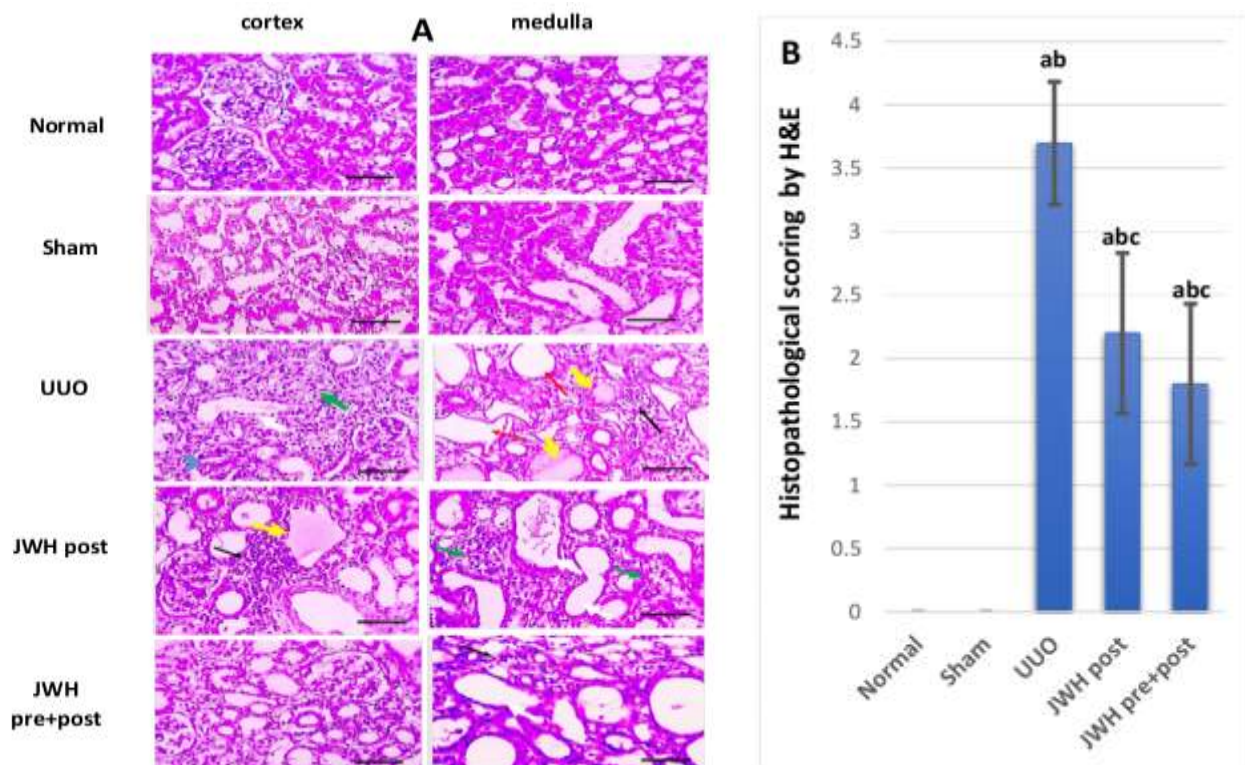 A
cortex medulla
Normal
Sham
UUO
JWH post
JWH
pre+post
B
Histopathological scoring by H&E
4.5
4
3.5
3
2.5
2
1.5
1
0.5
0
ab
abc
abc
Normal
Sham
UUO
JWH post
JWH pre+post